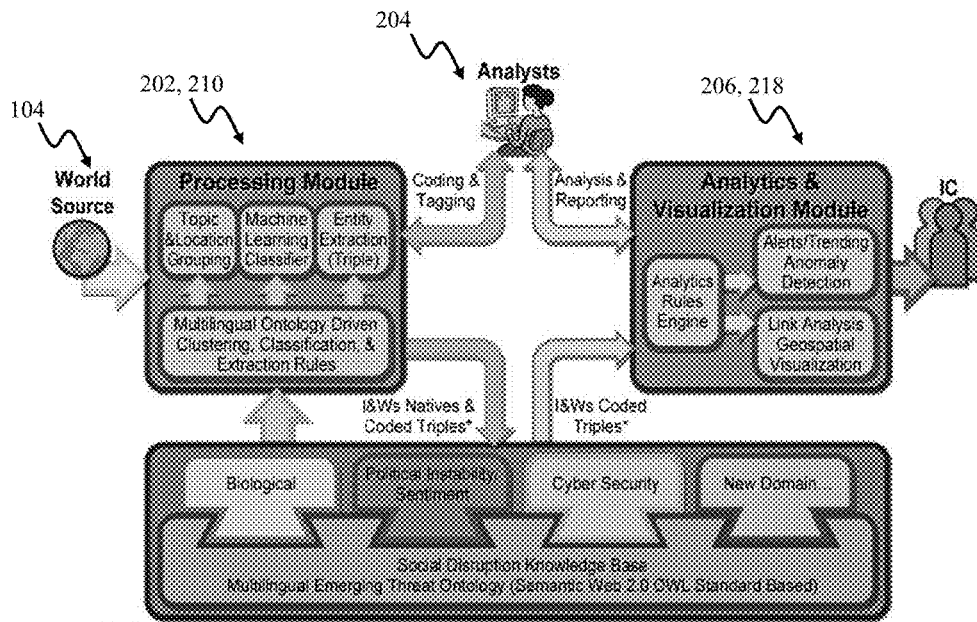 204
Analysts
202, 210
206, 218
104
World
Source
Processing Module
Topic
&Location
Grouping
Machine
Learning
Classifier
Entity
Extraction
(Triple)
Multilingual Ontology Driven
Clustering, Classification, &
Extraction Rules
Coding &
Tagging
Analysis &
Reporting
Analytics &
Visualization Module
Analytics
Rules
Engine
Alerts/Trending
Anomaly
Detection
Link Analysis
Geospatial
Visualization
IC
I&Ws Natives &
Coded Triples*
I&Ws Coded
Triples*
Biological
Political Instability
Sentiment
Cyber Security
New Domain...
Social Disruption Knowledge Base
Multilingual Emerging Threat Ontology (Semantic Web 2.0 OWL Standard Based)